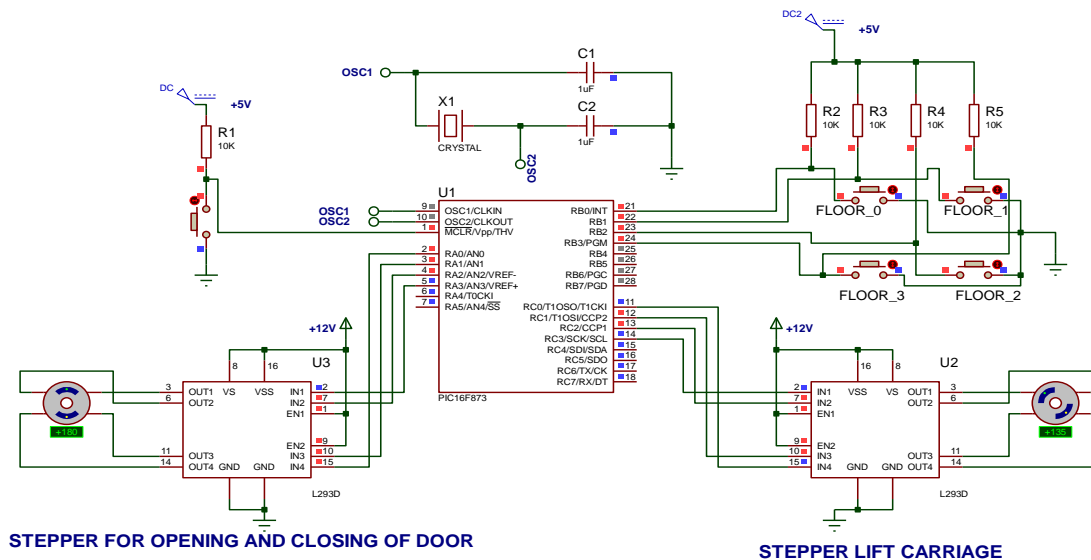 DC2
+5V
DC
+5V
R1
10K
OSC1
C1
1uF
X1
CRYSTAL
C2
1uF
OSC2
R2
10K
R3
10K
R4
10K
R5
10K
FLOOR_0
FLOOR_1
FLOOR_3
FLOOR_2
OSC1
OSC2
U1
9 OSC1/CLKIN
10 OSC2/CLKOUT
1 MCLR/Vpp/THV
2 RA0/AN0
3 RA1/AN1
4 RA2/AN2/VREF-
5 RA3/AN3/VREF+
6 RA4/T0CKI
7 RA5/AN4/SS
RB0/INT 21
RB1 22
RB2 23
RB3/PGM 24
RB4 25
RB5 26
RB6/PGC 27
RB7/PGD 28
RC0/T1OSO/T1CKI 11
RC1/T1OSI/CCP2 12
RC2/CCP1 13
RC3/SCK/SCL 14
RC4/SDI/SDA 15
RC5/SDO 16
RC6/TX/CK 17
RC7/RX/DT 18
PIC16F873
+12V
U3
8
16
VS
VSS
3 OUT1
6 OUT2
11 OUT3
14 OUT4
IN1 2
IN2 7
EN1 1
EN2 9
IN3 10
IN4 15
GND
GND
L293D
+180
+12V
U2
16
8
VSS
VS
2 IN1
7 IN2
1 EN1
9 EN2
10 IN3
15 IN4
OUT1 3
OUT2 6
OUT3 11
OUT4 14
GND
GND
L293D
+135
STEPPER FOR OPENING AND CLOSING OF DOOR
STEPPER LIFT CARRIAGE